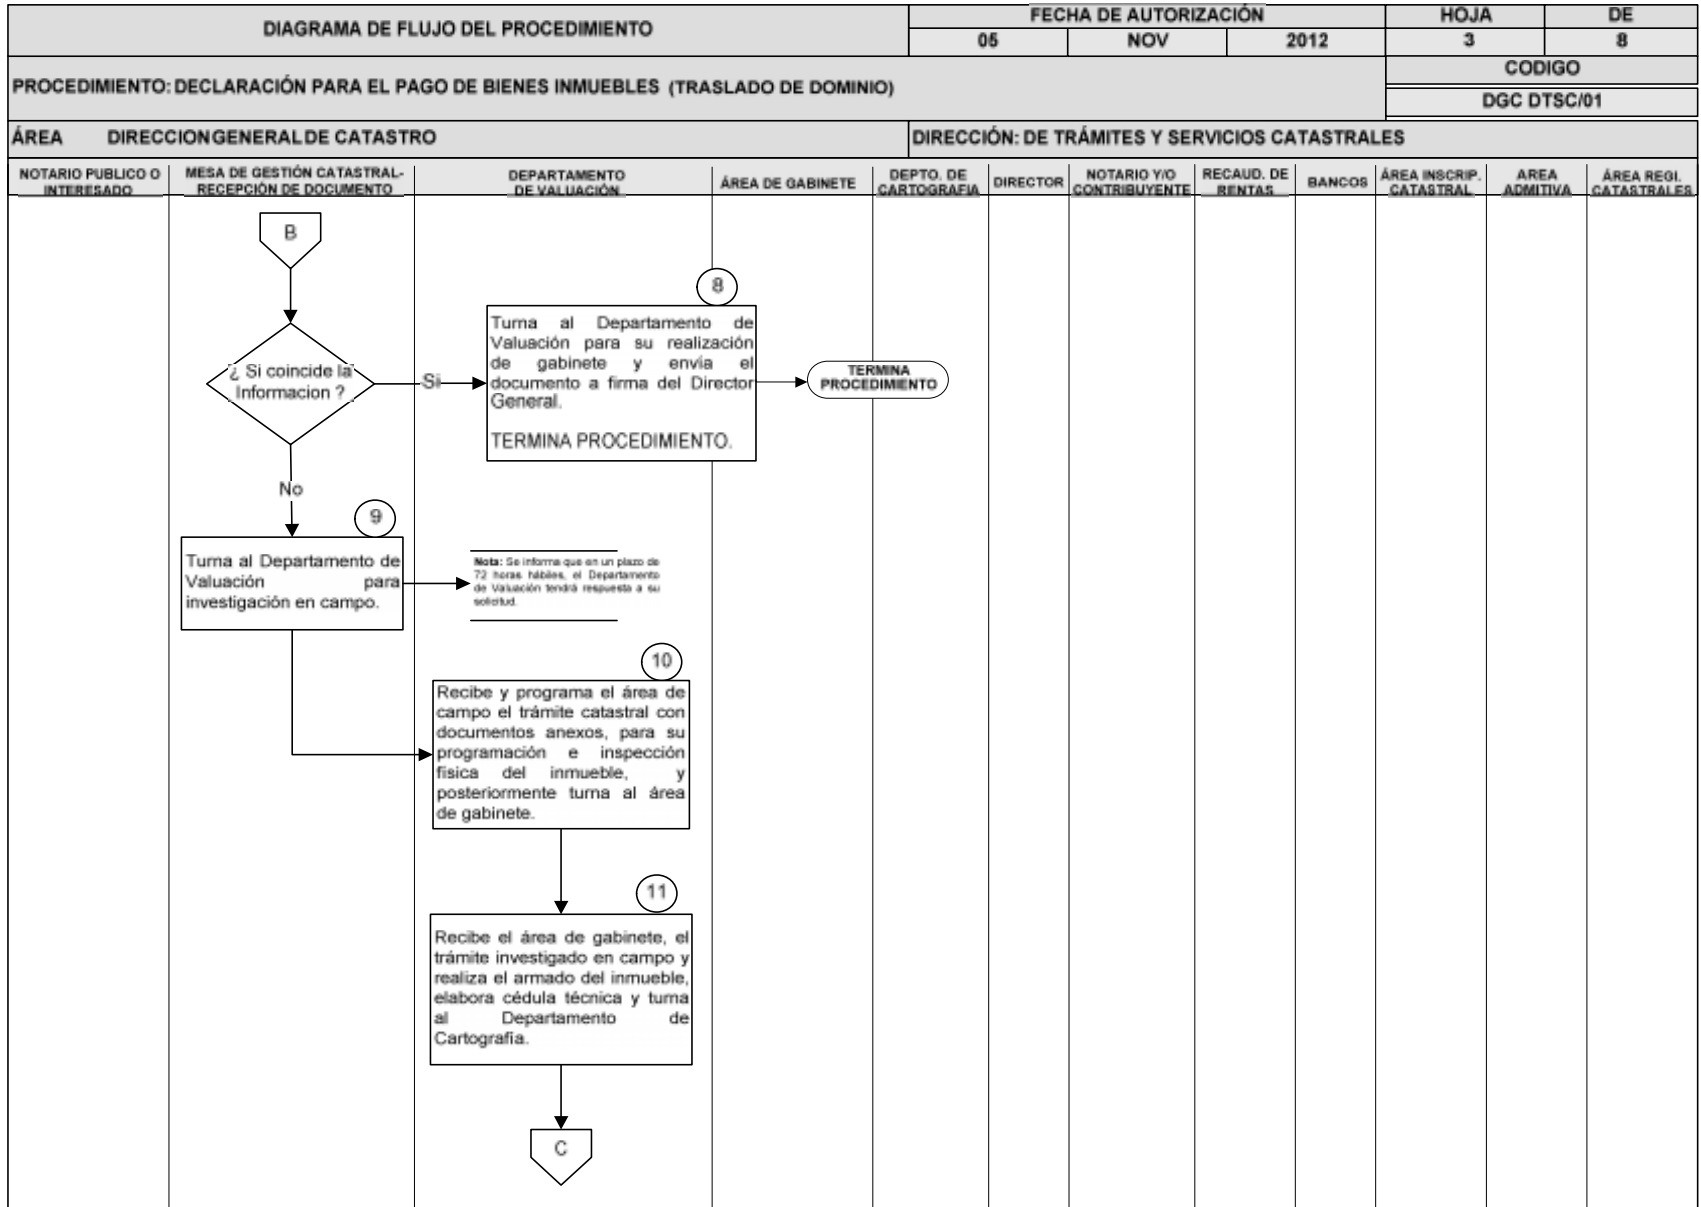 DIAGRAMA DE FLUJO DEL PROCEDIMIENTO
FECHA DE AUTORIZACIÓN
HOJA
DE
05
NOV
2012
3
8
PROCEDIMIENTO: DECLARACIÓN PARA EL PAGO DE BIENES INMUEBLES (TRASLADO DE DOMINIO)
CODIGO
DGC DTSC/01
ÁREA DIRECCION GENERAL DE CATASTRO
DIRECCIÓN: DE TRÁMITES Y SERVICIOS CATASTRALES
NOTARIO PUBLICO O
INTERESADO
MESA DE GESTIÓN CATASTRAL-
RECEPCIÓN DE DOCUMENTO
DEPARTAMENTO
DE VALUACIÓN
ÁREA DE GABINETE
DEPTO. DE
CARTOGRAFIA
DIRECTOR
NOTARIO Y/O
CONTRIBUYENTE
RECAUD. DE
RENTAS
BANCOS
ÁREA INSCRIP.
CATASTRAL
AREA
ADMITIVA
ÁREA REGI.
CATASTRALES
B
¿ Si coincide la
Informacion ?
Si
8
Turna al Departamento de
Valuación para su realización
de gabinete y envía el
documento a firma del Director
General.
TERMINA PROCEDIMIENTO.
TERMINA
PROCEDIMIENTO
No
9
Turna al Departamento de
Valuación para
investigación en campo.
Nota: Se informa que en un plazo de
72 horas hábiles, el Departamento
de Valuación tendrá respuesta a su
solicitud.
10
Recibe y programa el área de
campo el trámite catastral con
documentos anexos, para su
programación e inspección
física del inmueble, y
posteriormente turna al área
de gabinete.
11
Recibe el área de gabinete, el
trámite investigado en campo y
realiza el armado del inmueble,
elabora cédula técnica y turna
al Departamento de
Cartografía.
C